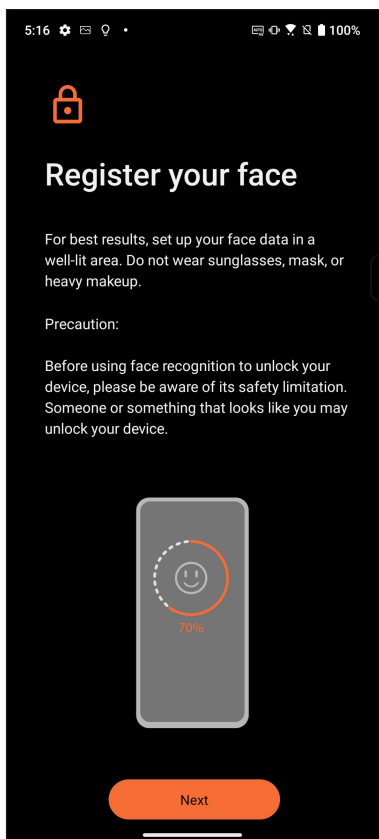 5:16
100%
Register your face
For best results, set up your face data in a
well-lit area. Do not wear sunglasses, mask, or
heavy makeup.
Precaution:
Before using face recognition to unlock your
device, please be aware of its safety limitation.
Someone or something that looks like you may
unlock your device.
70%
Next